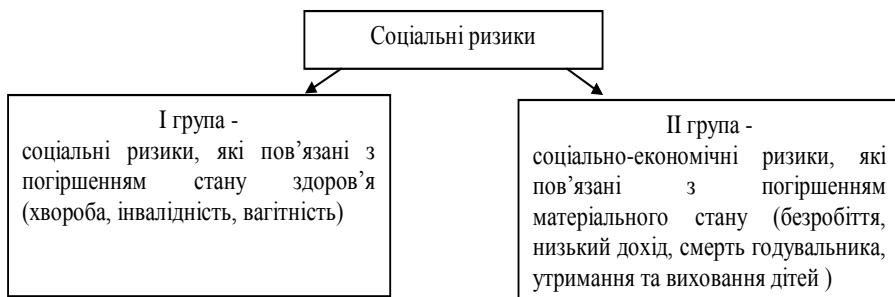 Соціальні ризики
І група -
соціальні ризики, які пов’язані з
погіршенням стану здоров’я
(хвороба, інвалідність, вагітність)
ІІ група -
соціально-економічні ризики, які
пов’язані з погіршенням
матеріального стану (безробіття,
низький дохід, смерть годувальника,
утримання та виховання дітей )